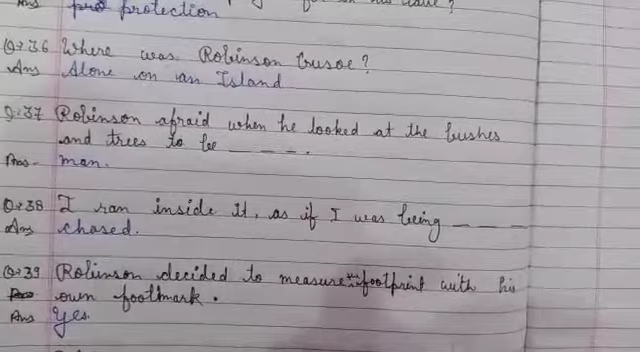 Ans protection
Q:36 Where was Robinson Crusoe?
Ans Alone on an Island
Q:37 Robinson afraid when he looked at the bushes
and trees to be _ _ _ _.
Ans- man.
Q:38 I ran inside it, as if I was being _ _ _
Ans chased.
Q:39 Robinson decided to measure the footprint with his
own footmark.
Ans Yes.